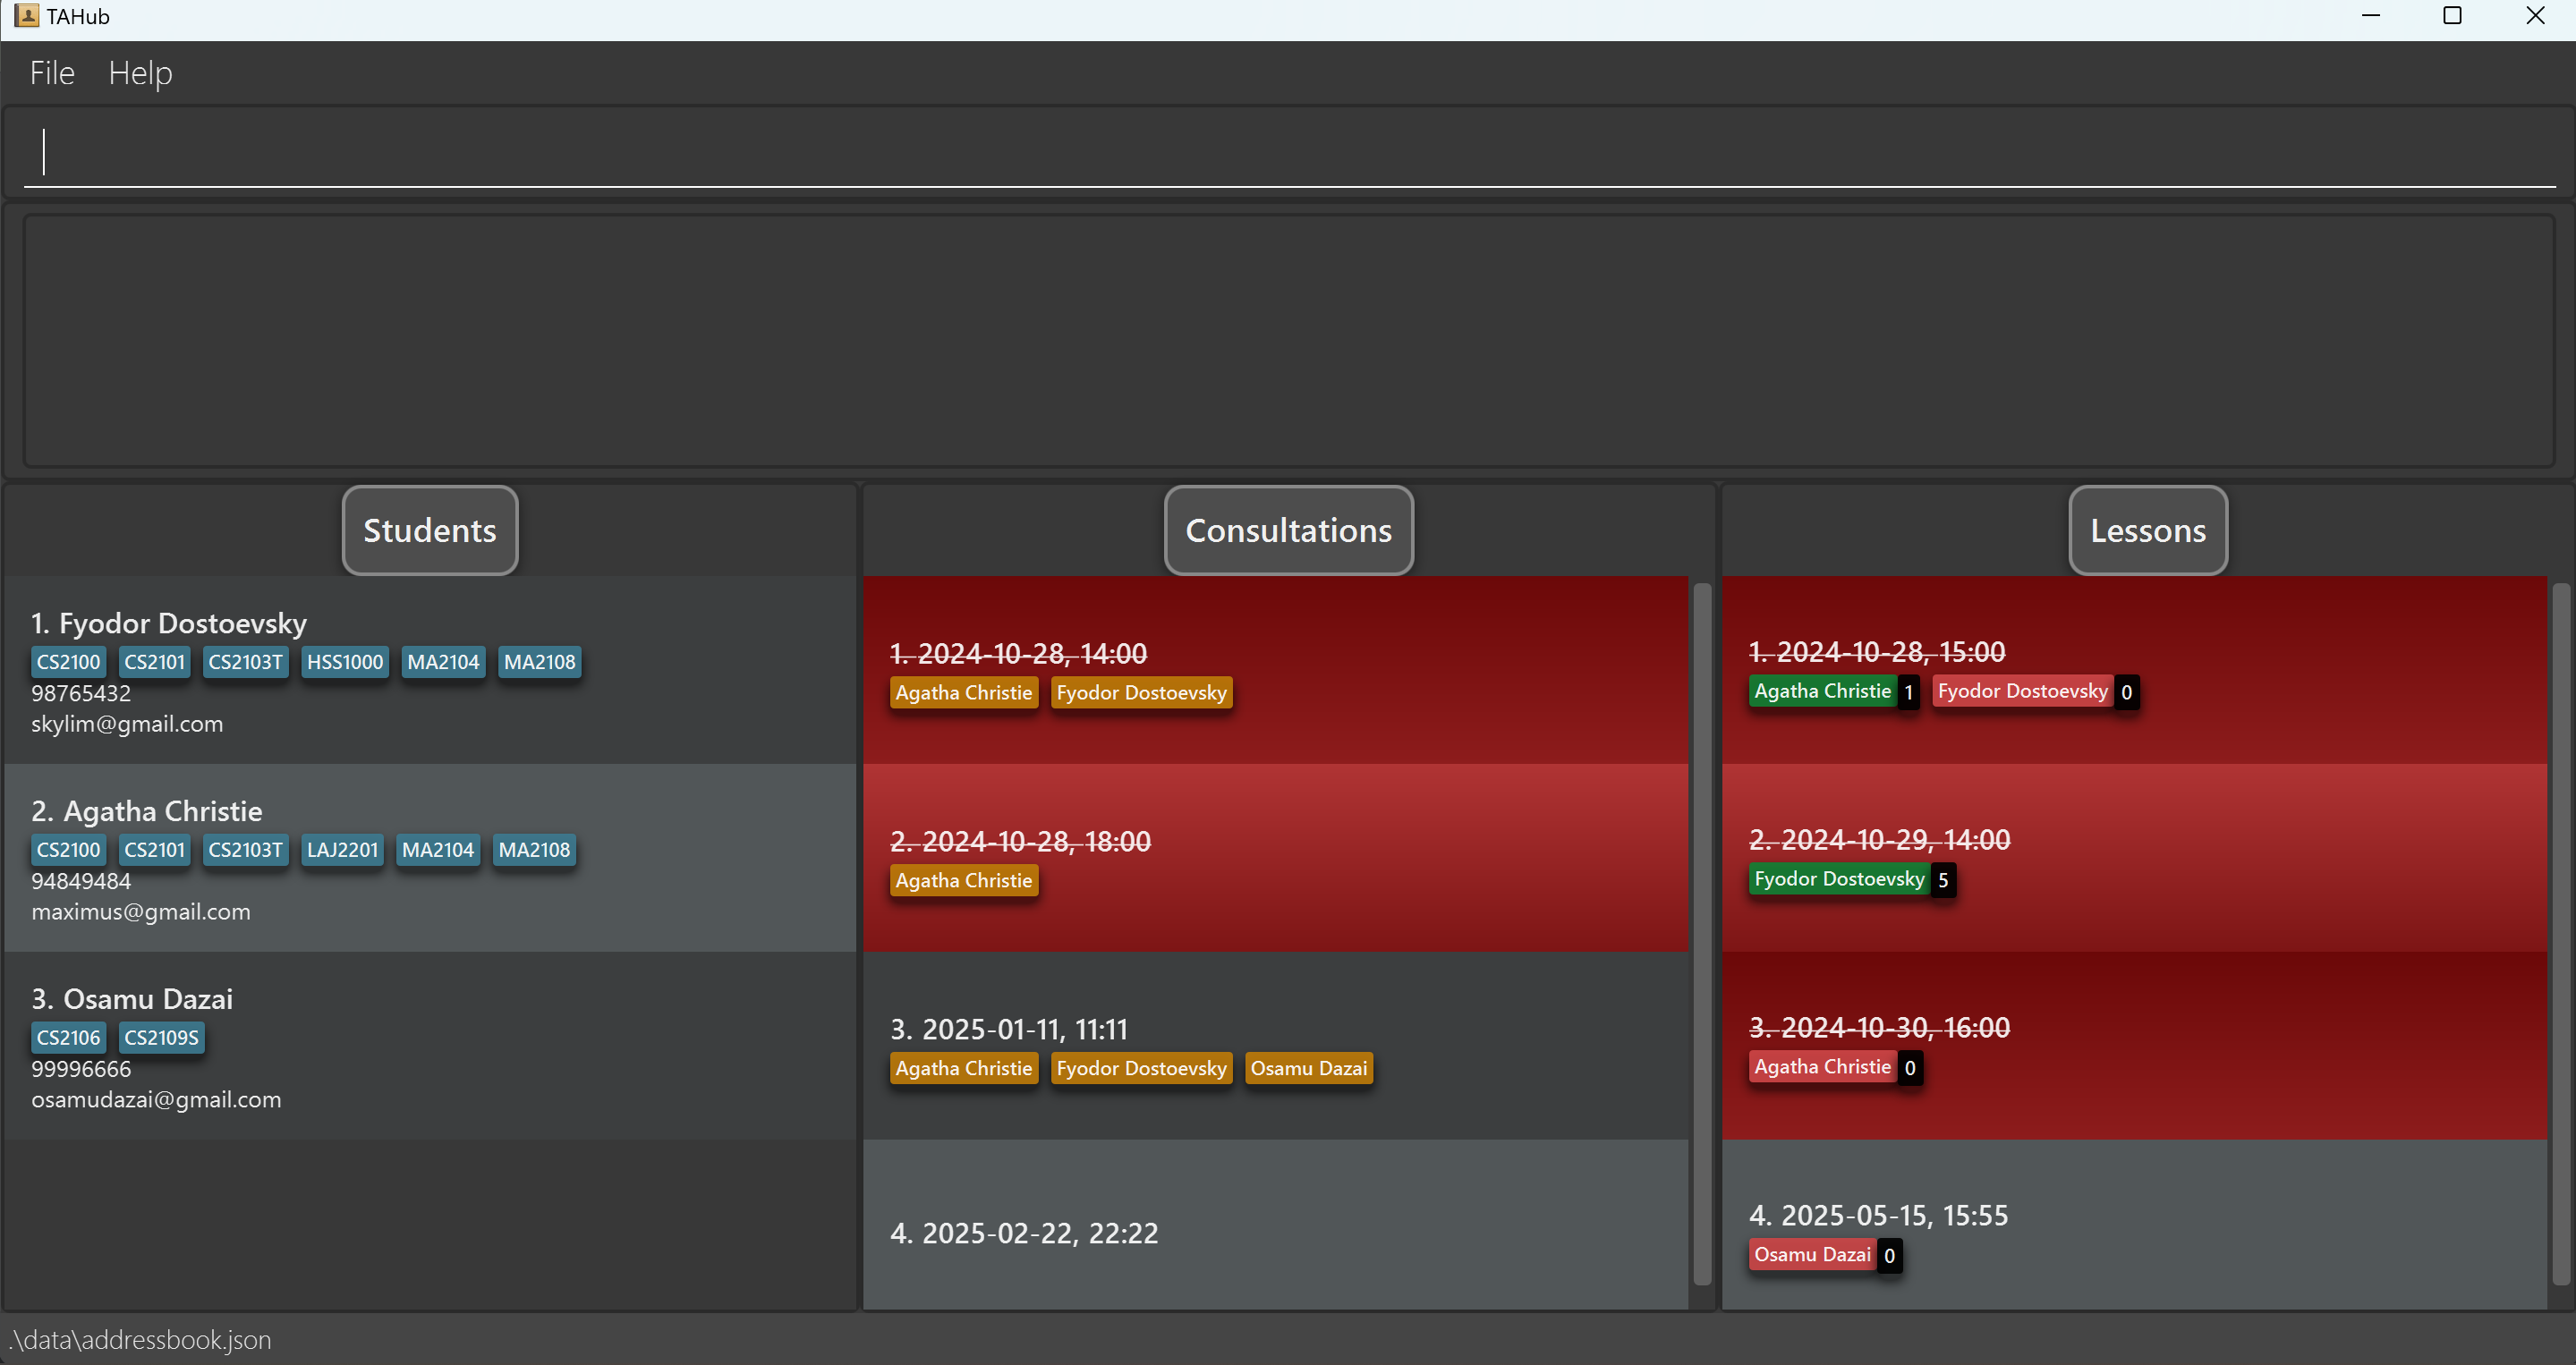 TAHub
File Help
Students
1. Fyodor Dostoevsky
CS2100 CS2101 CS2103T HSS1000 MA2104 MA2108
98765432
skylim@gmail.com
2. Agatha Christie
CS2100 CS2101 CS2103T LAJ2201 MA2104 MA2108
94849484
maximus@gmail.com
3. Osamu Dazai
CS2106 CS2109S
99996666
osamudazai@gmail.com
Consultations
1. 2024-10-28, 14:00
Agatha Christie Fyodor Dostoevsky
2. 2024-10-28, 18:00
Agatha Christie
3. 2025-01-11, 11:11
Agatha Christie Fyodor Dostoevsky Osamu Dazai
4. 2025-02-22, 22:22
Lessons
1. 2024-10-28, 15:00
Agatha Christie 1 Fyodor Dostoevsky 0
2. 2024-10-29, 14:00
Fyodor Dostoevsky 5
3. 2024-10-30, 16:00
Agatha Christie 0
4. 2025-05-15, 15:55
Osamu Dazai 0
.\data\addressbook.json